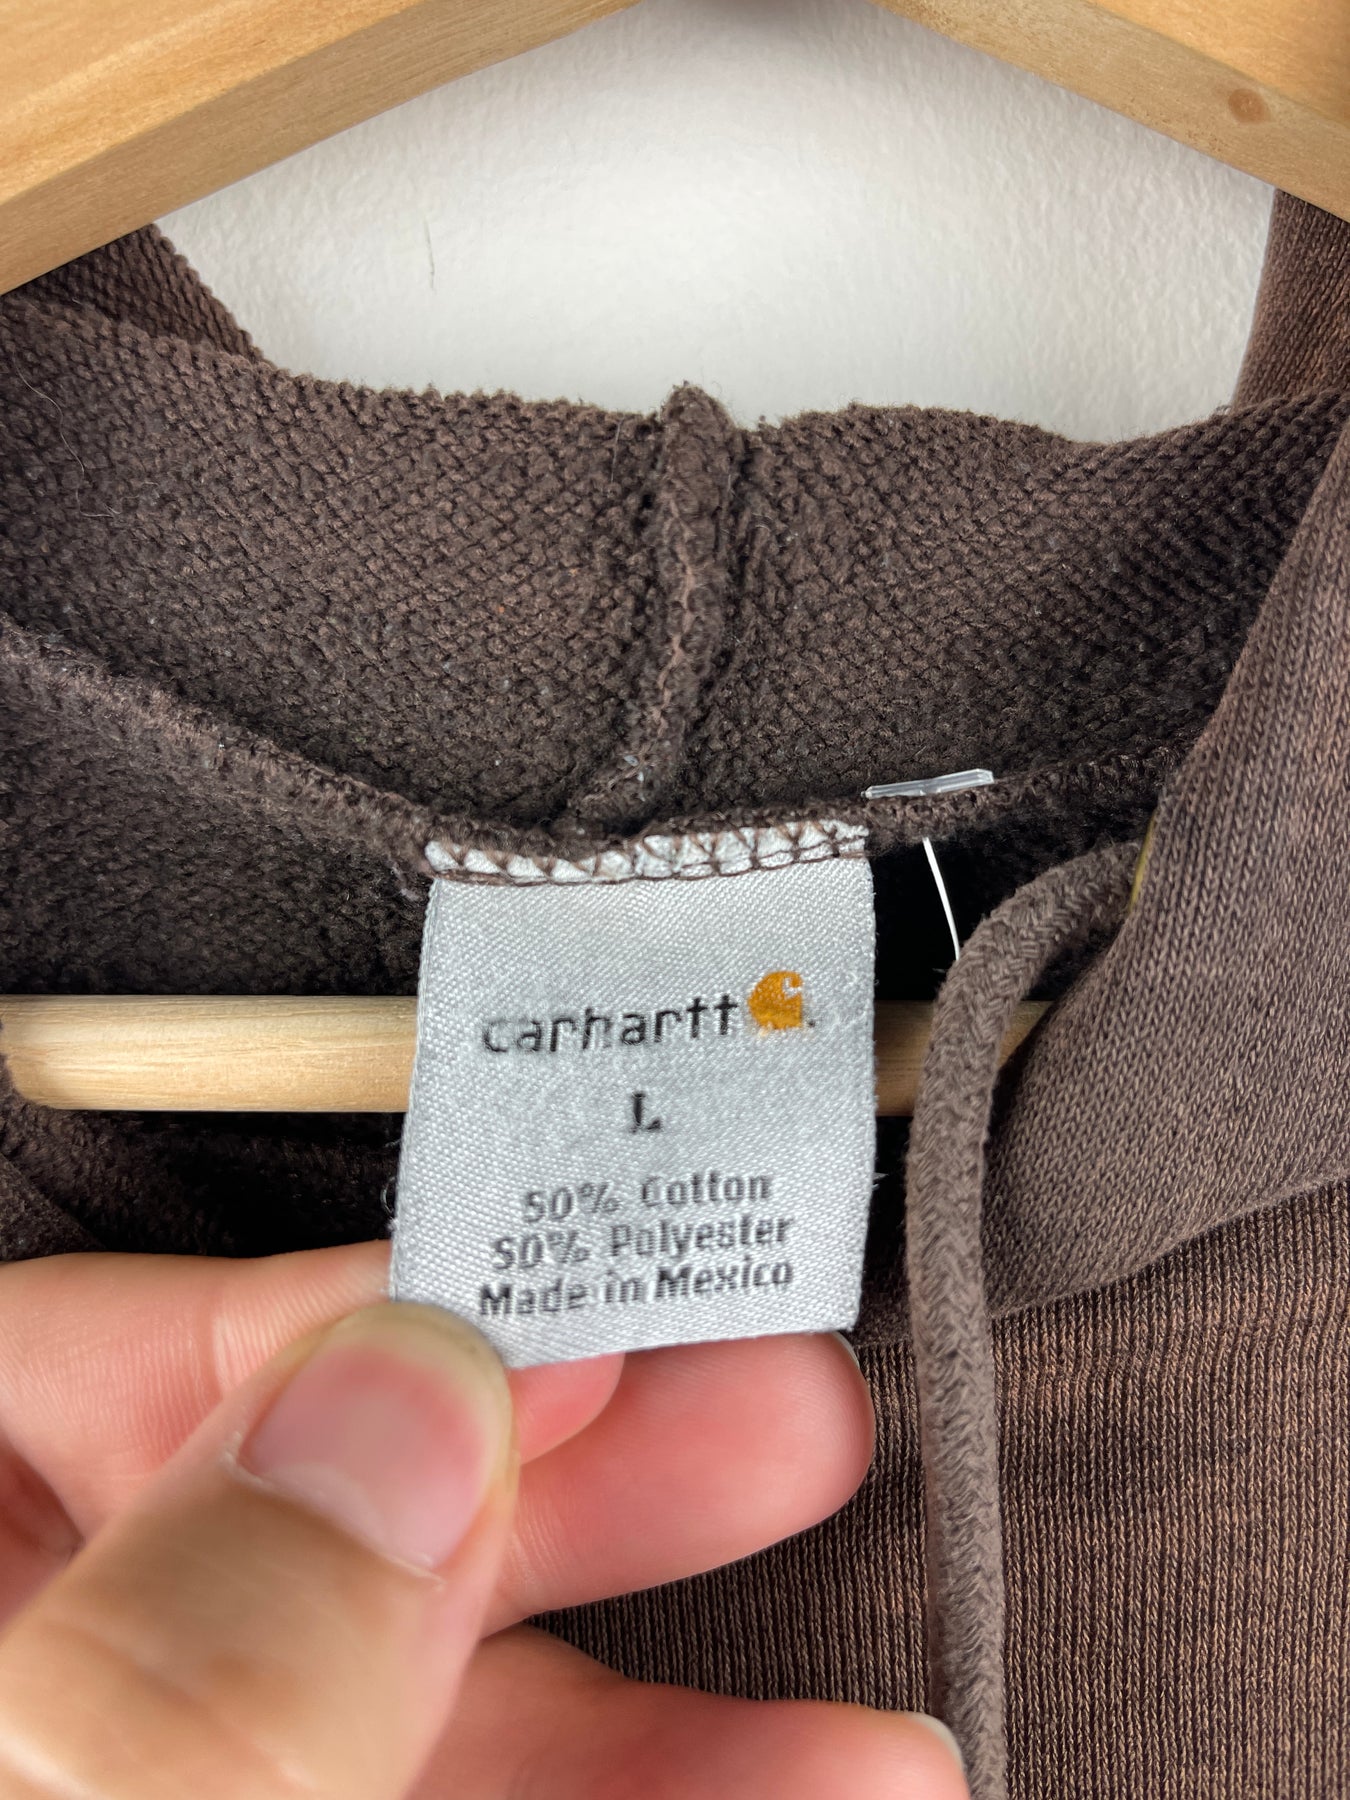 carhartt
L
50% Cotton
50% Polyester
Made in Mexico